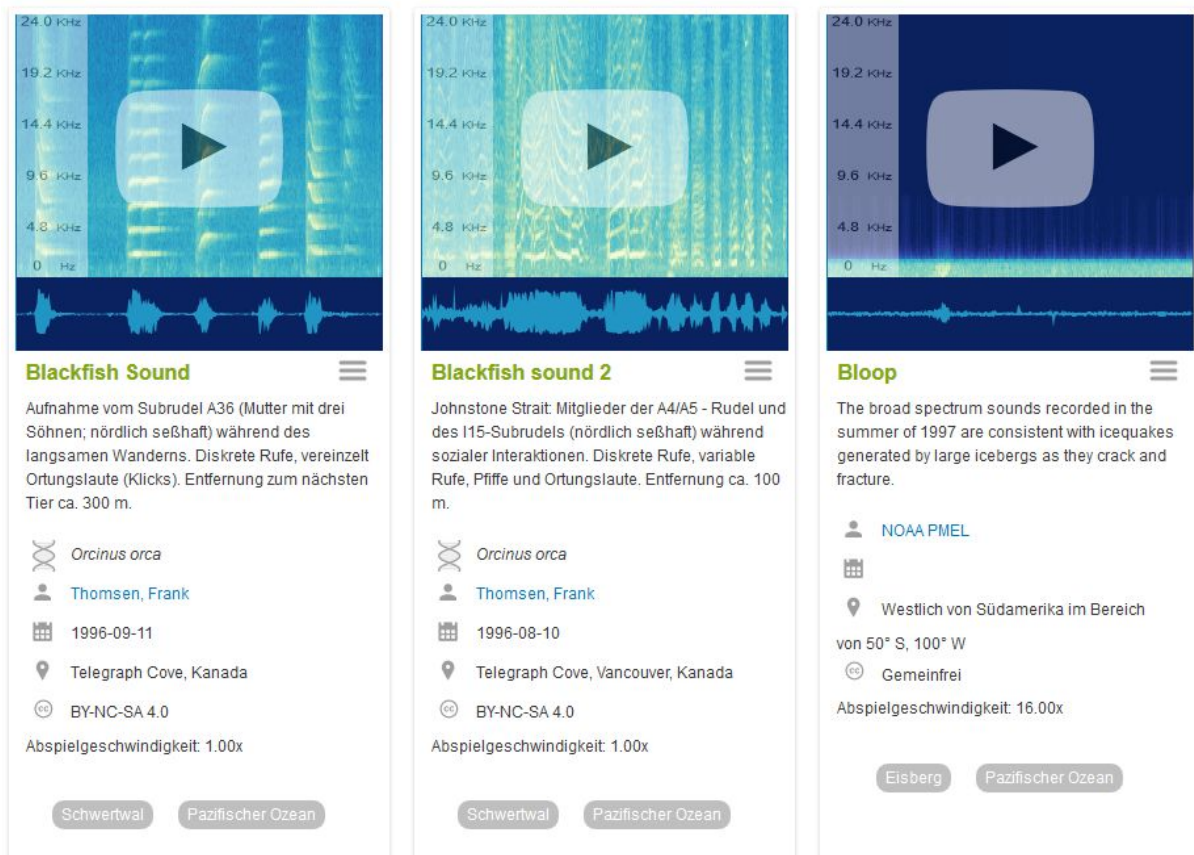 24.0 KHz
19.2 KHz
14.4 KHz
9.6 KHz
4.8 KHz
0 Hz
Blackfish Sound
Aufnahme vom Subrudel A36 (Mutter mit drei
Söhnen; nördlich seßhaft) während des
langsamen Wanderns. Diskrete Rufe, vereinzelt
Ortungslaute (Klicks). Entfernung zum nächsten
Tier ca. 300 m.
Orcinus orca
Thomsen, Frank
1996-09-11
Telegraph Cove, Kanada
cc
BY-NC-SA 4.0
Abspielgeschwindigkeit: 1.00x
Schwertwal
Pazifischer Ozean
24.0 KHz
19.2 KHz
14.4 KHz
9.6 KHz
4.8 KHz
0 Hz
Blackfish sound 2
Johnstone Strait: Mitglieder der A4/A5 - Rudel und
des I15-Subrudels (nördlich seßhaft) während
sozialer Interaktionen. Diskrete Rufe, variable
Rufe, Pfiffe und Ortungslaute. Entfernung ca. 100
m.
Orcinus orca
Thomsen, Frank
1996-08-10
Telegraph Cove, Vancouver, Kanada
cc
BY-NC-SA 4.0
Abspielgeschwindigkeit: 1.00x
Schwertwal
Pazifischer Ozean
24.0 KHz
19.2 KHz
14.4 KHz
9.6 KHz
4.8 KHz
0 Hz
Bloop
The broad spectrum sounds recorded in the
summer of 1997 are consistent with icequakes
generated by large icebergs as they crack and
fracture.
NOAA PMEL
Westlich von Südamerika im Bereich
von 50° S, 100° W
cc
Gemeinfrei
Abspielgeschwindigkeit: 16.00x
Eisberg
Pazifischer Ozean